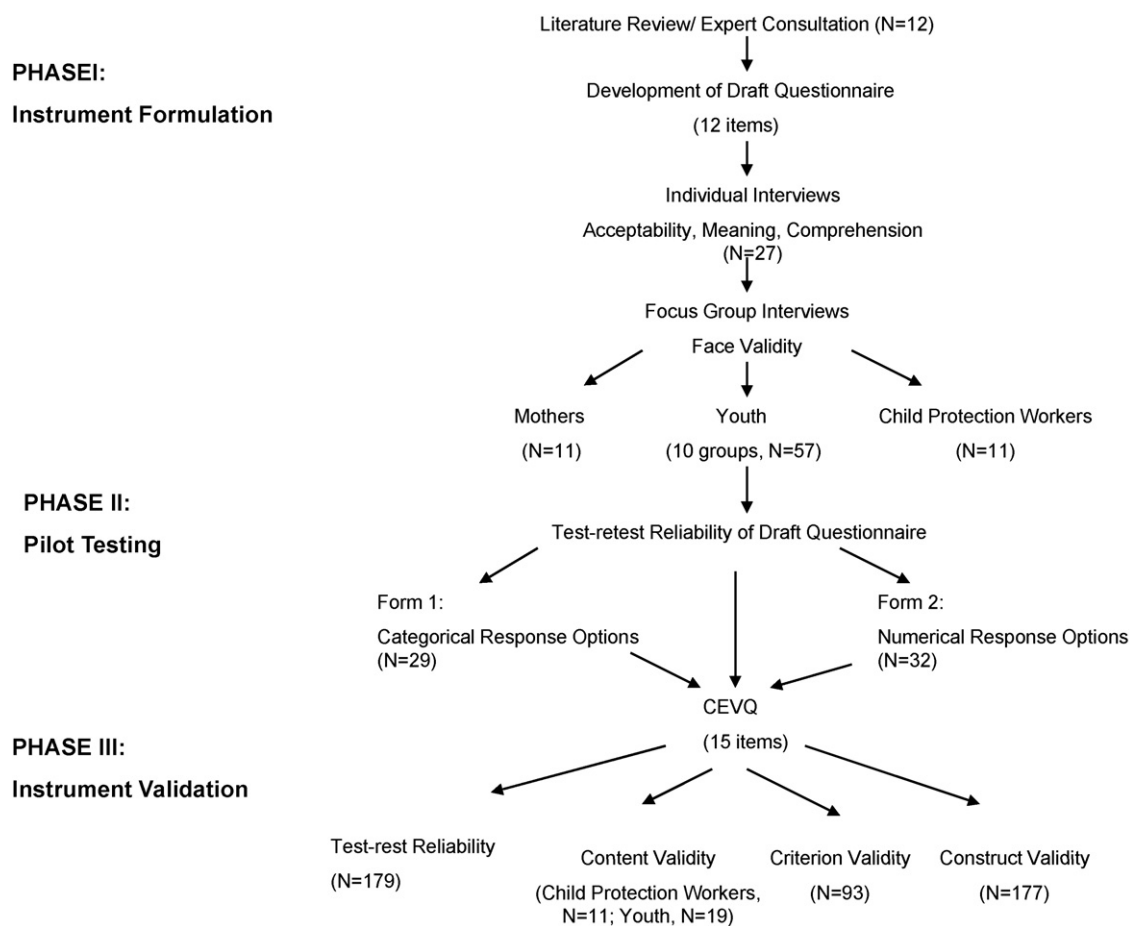 Literature Review/ Expert Consultation (N=12)
PHASEI:
Instrument Formulation
Development of Draft Questionnaire
(12 items)
Individual Interviews
Acceptability, Meaning, Comprehension
(N=27)
Focus Group Interviews
Face Validity
Mothers
(N=11)
Youth
(10 groups, N=57)
Child Protection Workers
(N=11)
PHASE II:
Pilot Testing
Test-retest Reliability of Draft Questionnaire
Form 1:
Categorical Response Options
(N=29)
Form 2:
Numerical Response Options
(N=32)
CEVQ
(15 items)
PHASE III:
Instrument Validation
Test-rest Reliability
(N=179)
Content Validity
(Child Protection Workers,
N=11; Youth, N=19)
Criterion Validity
(N=93)
Construct Validity
(N=177)